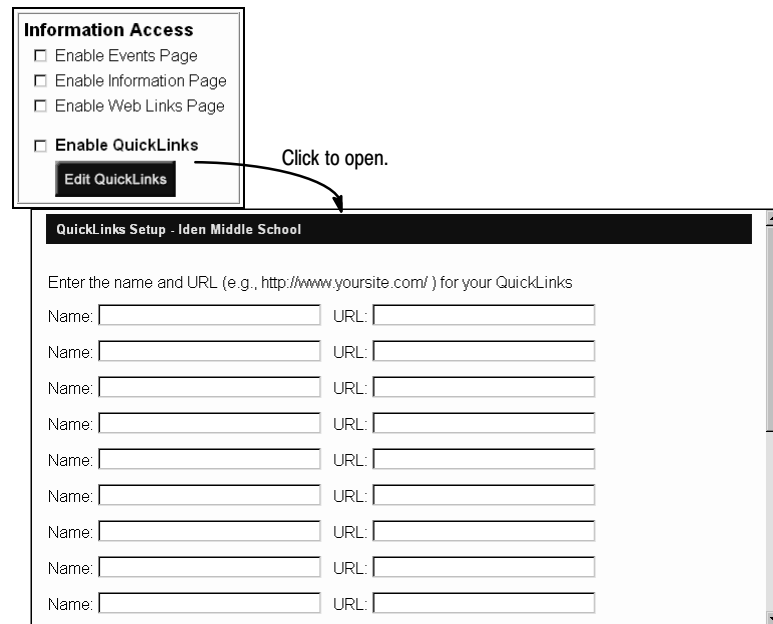 Information Access
Enable Events Page
Enable Information Page
Enable Web Links Page
Enable QuickLinks
Edit QuickLinks
Click to open.
QuickLinks Setup - Iden Middle School
Enter the name and URL (e.g., http://www.yoursite.com/ ) for your QuickLinks
Name: URL:
Name: URL:
Name: URL:
Name: URL:
Name: URL:
Name: URL:
Name: URL:
Name: URL:
Name: URL: